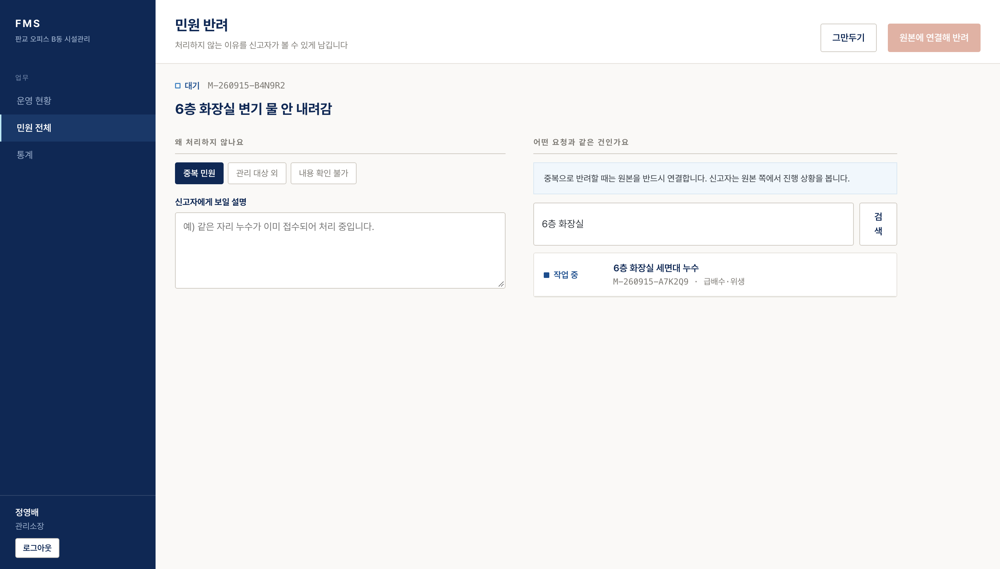 FMS
판교 오피스 B동 시설관리
업무
운영 현황
민원 전체
통계
정영배
관리소장
로그아웃
민원 반려
처리하지 않는 이유를 신고자가 볼 수 있게 남깁니다
그만두기
원본에 연결해 반려
대기 M-260915-B4N9R2
6층 화장실 변기 물 안 내려감
왜 처리하지 않나요
중복 민원
관리 대상 외
내용 확인 불가
신고자에게 보일 설명
예) 같은 자리 누수가 이미 접수되어 처리 중입니다.
어떤 요청과 같은 건인가요
중복으로 반려할 때는 원본을 반드시 연결합니다. 신고자는 원본 쪽에서 진행 상황을 봅니다.
6층 화장실
검
색
작업 중
6층 화장실 세면대 누수
M-260915-A7K2Q9 · 급배수·위생